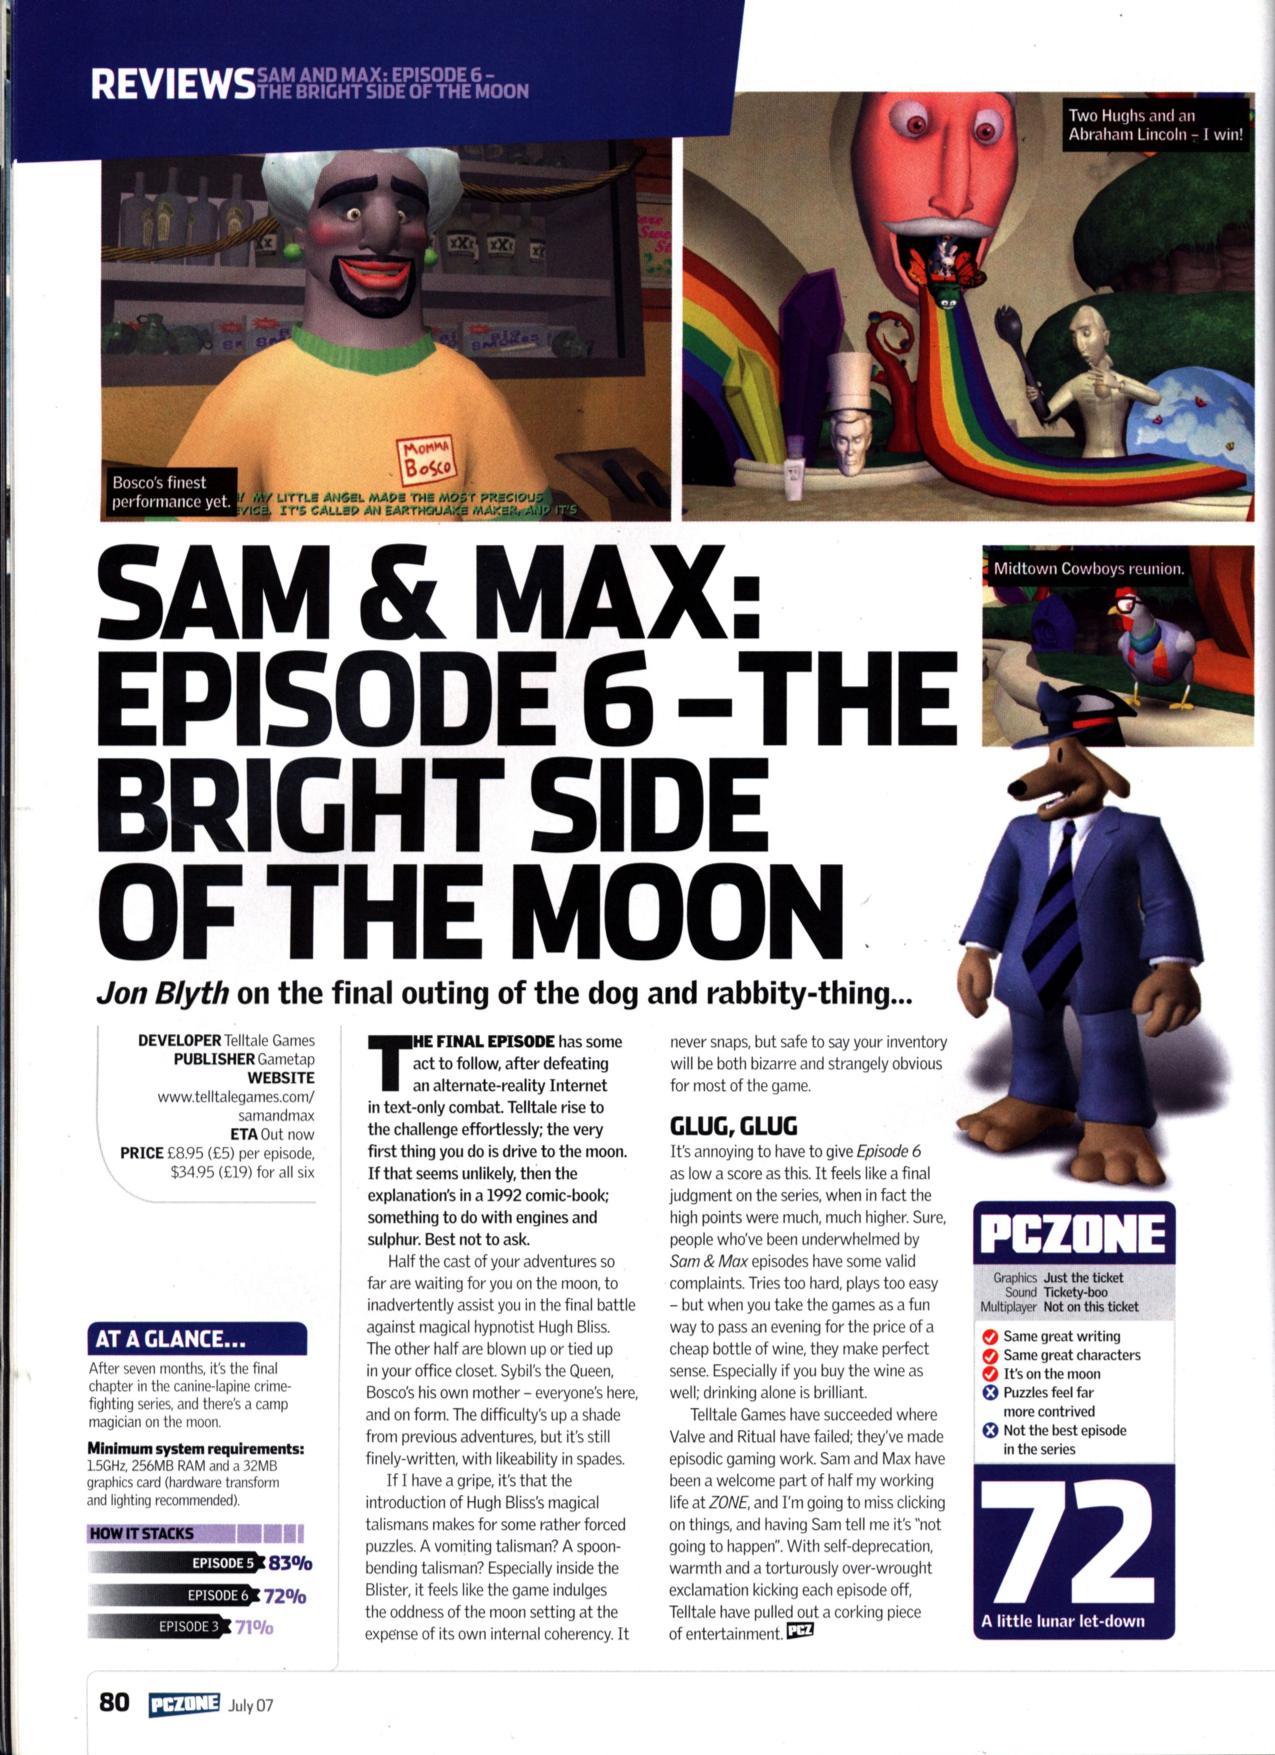 REVIEWS SAM AND MAX: EPISODE 6 –
THE BRIGHT SIDE OF THE MOON
MOMMA
BOSCO
XXX
XXX
BIG
SMOKES
Bosco's finest
performance yet.
! MY LITTLE ANGEL MADE THE MOST PRECIOUS
VICE. IT'S CALLED AN EARTHQUAKE MAKER, AND IT'S
Two Hughs and an
Abraham Lincoln – I win!
Midtown Cowboys reunion.
SAM & MAX:
EPISODE 6 – THE
BRIGHT SIDE
OF THE MOON
Jon Blyth on the final outing of the dog and rabbity-thing...
DEVELOPER Telltale Games
PUBLISHER Gametap
WEBSITE
www.telltalegames.com/
samandmax
ETA Out now
PRICE £8.95 (£5) per episode,
$34.95 (£19) for all six
AT A GLANCE...
After seven months, it's the final
chapter in the canine-lapine crime-
fighting series, and there's a camp
magician on the moon.
Minimum system requirements:
1.5GHz, 256MB RAM and a 32MB
graphics card (hardware transform
and lighting recommended).
HOW IT STACKS
EPISODE 5 83%
EPISODE 6 72%
EPISODE 3 71%
THE FINAL EPISODE has some
act to follow, after defeating
an alternate-reality Internet
in text-only combat. Telltale rise to
the challenge effortlessly; the very
first thing you do is drive to the moon.
If that seems unlikely, then the
explanation's in a 1992 comic-book;
something to do with engines and
sulphur. Best not to ask.
Half the cast of your adventures so
far are waiting for you on the moon, to
inadvertently assist you in the final battle
against magical hypnotist Hugh Bliss.
The other half are blown up or tied up
in your office closet. Sybil's the Queen,
Bosco's his own mother – everyone's here,
and on form. The difficulty's up a shade
from previous adventures, but it's still
finely-written, with likeability in spades.
If I have a gripe, it's that the
introduction of Hugh Bliss's magical
talismans makes for some rather forced
puzzles. A vomiting talisman? A spoon-
bending talisman? Especially inside the
Blister, it feels like the game indulges
the oddness of the moon setting at the
expense of its own internal coherency. It
never snaps, but safe to say your inventory
will be both bizarre and strangely obvious
for most of the game.
GLUG, GLUG
It's annoying to have to give Episode 6
as low a score as this. It feels like a final
judgment on the series, when in fact the
high points were much, much higher. Sure,
people who've been underwhelmed by
Sam & Max episodes have some valid
complaints. Tries too hard, plays too easy
– but when you take the games as a fun
way to pass an evening for the price of a
cheap bottle of wine, they make perfect
sense. Especially if you buy the wine as
well; drinking alone is brilliant.
Telltale Games have succeeded where
Valve and Ritual have failed; they've made
episodic gaming work. Sam and Max have
been a welcome part of half my working
life at ZONE, and I'm going to miss clicking
on things, and having Sam tell me it's "not
going to happen". With self-deprecation,
warmth and a torturously over-wrought
exclamation kicking each episode off,
Telltale have pulled out a corking piece
of entertainment. PCZ
PCZONE
Graphics Just the ticket
Sound Tickety-boo
Multiplayer Not on this ticket
Same great writing
Same great characters
It's on the moon
Puzzles feel far
more contrived
Not the best episode
in the series
72
A little lunar let-down
80 PCZONE July 07